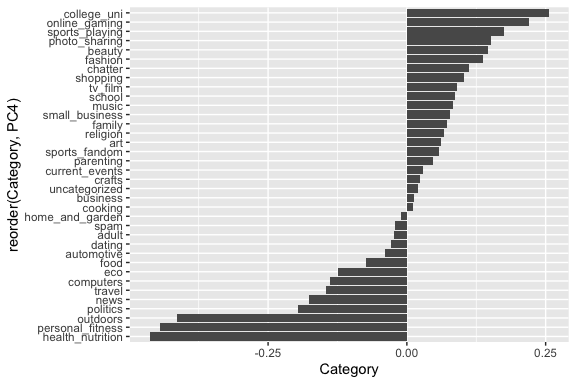 reorder(Category, PC4)
college_uni
online_gaming
sports_playing
photo_sharing
beauty
fashion
chatter
shopping
tv_film
school
music
small_business
family
religion
art
sports_fandom
parenting
current_events
crafts
uncategorized
business
cooking
home_and_garden
spam
adult
dating
automotive
food
eco
computers
travel
news
politics
outdoors
personal_fitness
health_nutrition
-0.25 0.00 0.25
Category